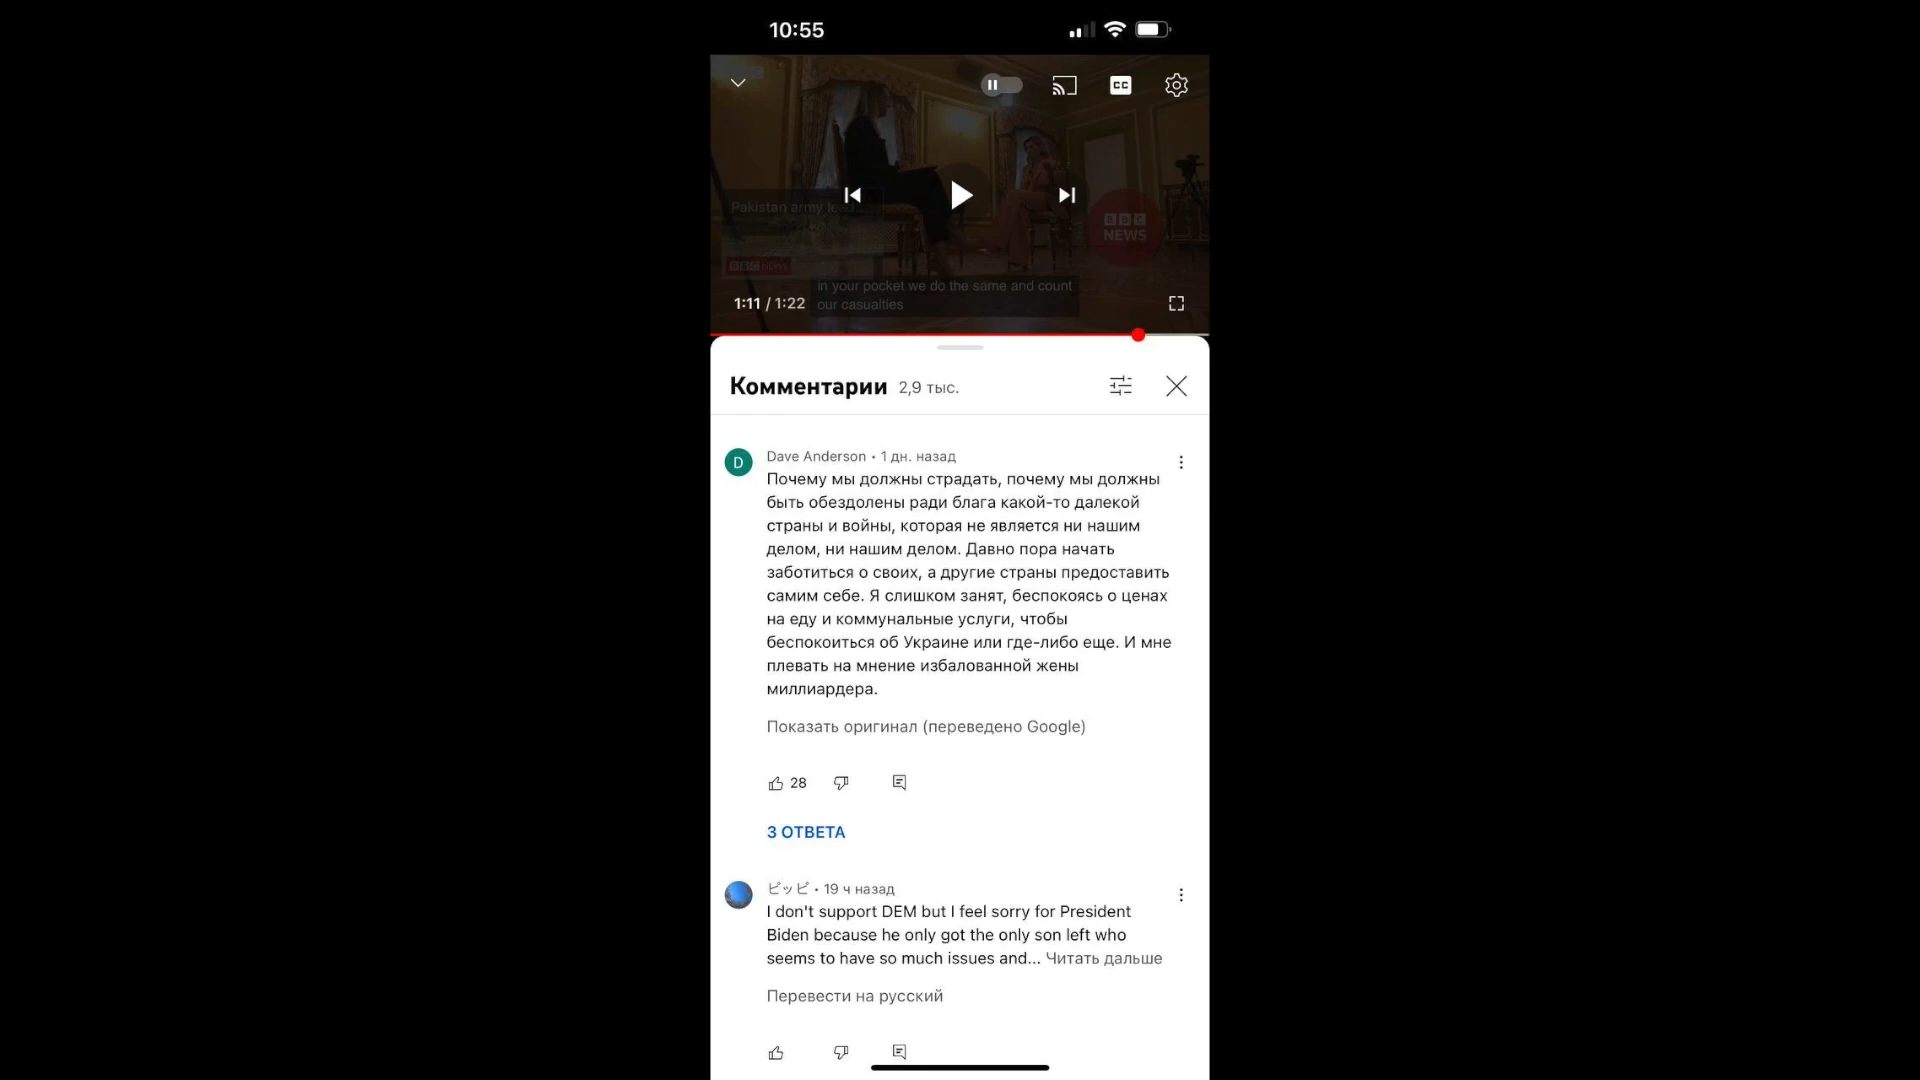 10:55
CC
Pakistan army lead
BBC
NEWS
BBC NEWS
in your pocket we do the same and count
1:11 / 1:22
our casualties
Комментарии 2,9 тыс.
D
Dave Anderson • 1 дн. назад
Почему мы должны страдать, почему мы должны
быть обездолены ради блага какой-то далекой
страны и войны, которая не является ни нашим
делом, ни нашим делом. Давно пора начать
заботиться о своих, а другие страны предоставить
самим себе. Я слишком занят, беспокоясь о ценах
на еду и коммунальные услуги, чтобы
беспокоиться об Украине или где-либо еще. И мне
плевать на мнение избалованной жены
миллиардера.
Показать оригинал (переведено Google)
28
3 ОТВЕТА
ピッピ • 19 ч назад
I don't support DEM but I feel sorry for President
Biden because he only got the only son left who
seems to have so much issues and... Читать дальше
Перевести на русский